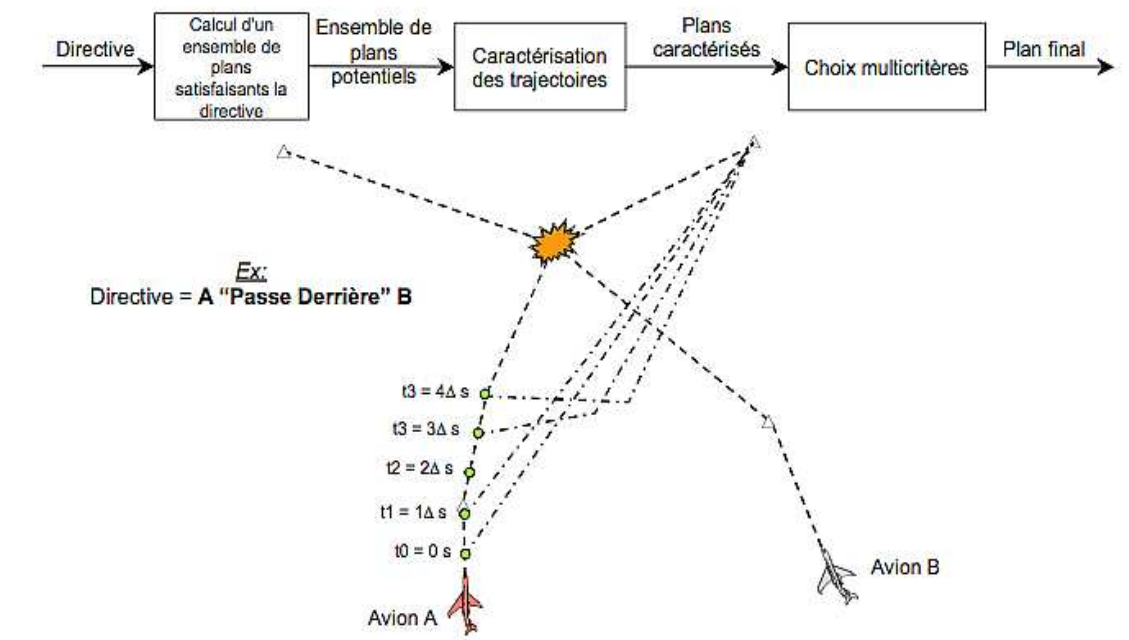 Directive
Calcul d'un
ensemble de
plans
satisfaisants la
directive
Ensemble de
plans
potentiels
Caractérisation
des trajectoires
Plans
caractérisés
Choix multicritères
Plan final
Ex:
Directive = A “Passe Derrière” B
t3 = 4Δ s
t3 = 3Δ s
t2 = 2Δ s
t1 = 1Δ s
t0 = 0 s
Avion A
Avion B